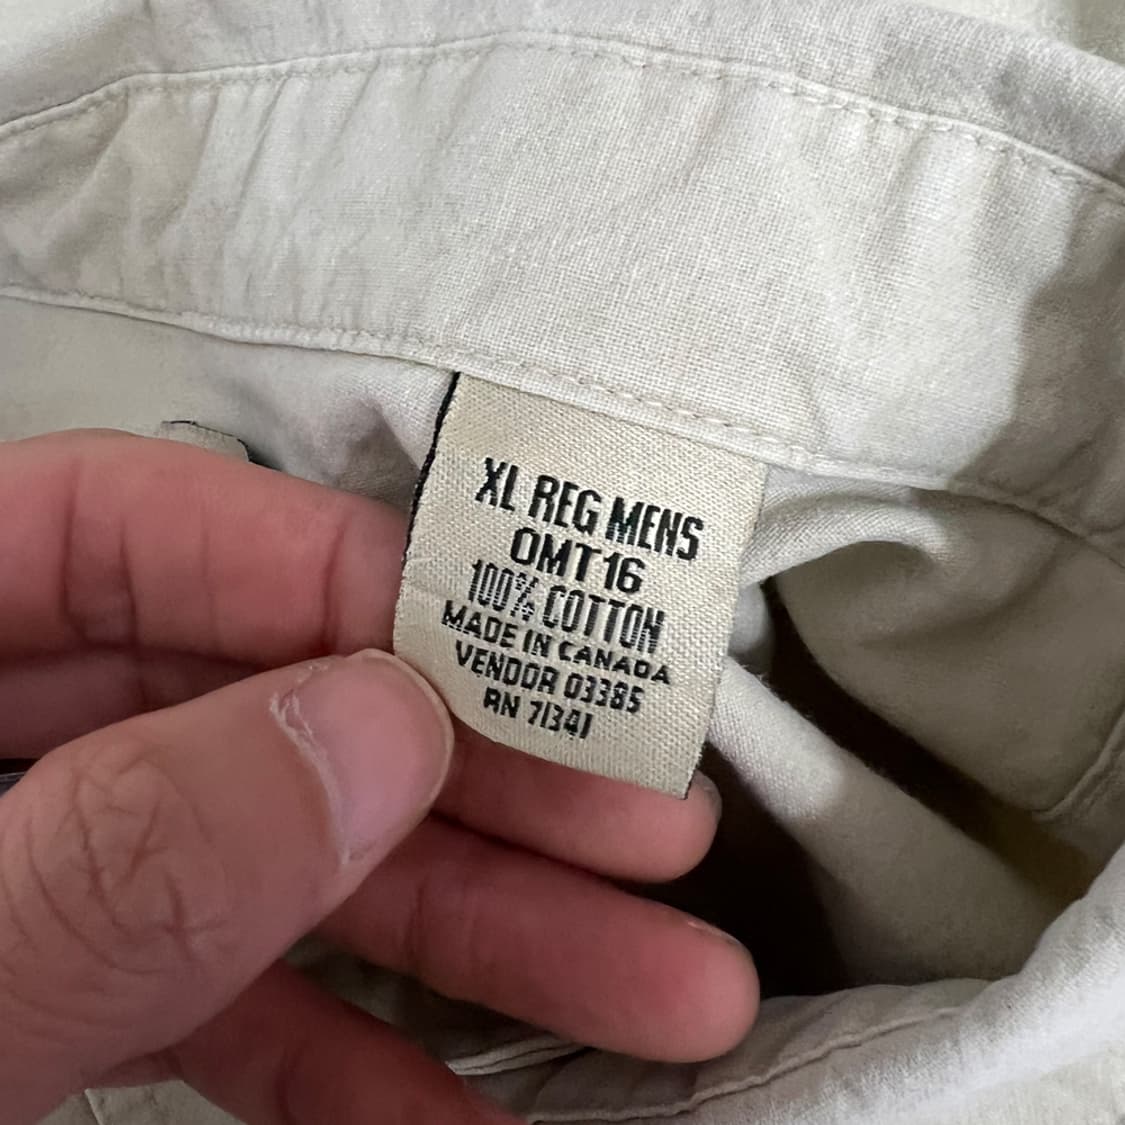 XL REG MENS
OMT16
100% COTTON
MADE IN CANADA
VENDOR 03385
RN 71341